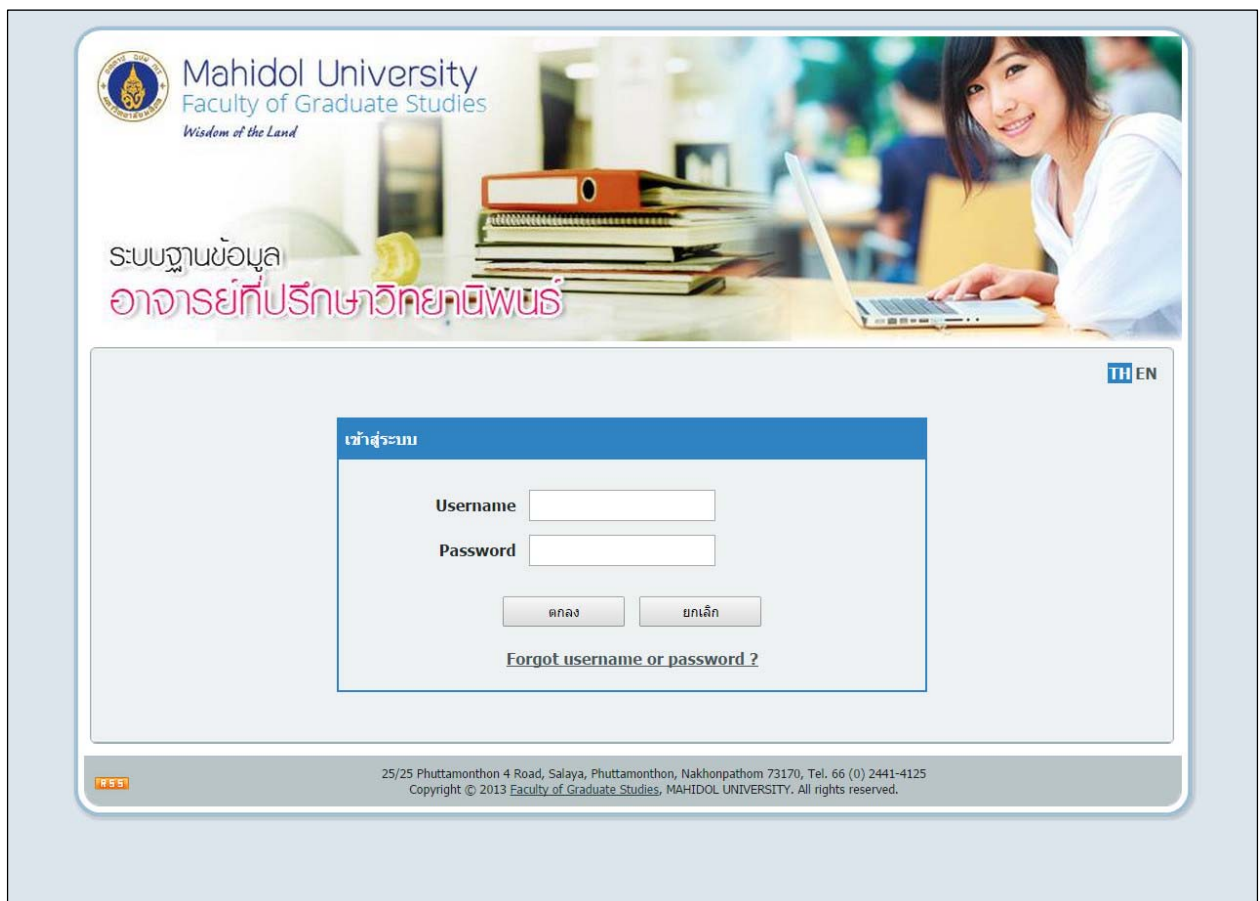 Mahidol University
Faculty of Graduate Studies
Wisdom of the Land
ระบบฐานข้อมูล
อาจารย์ที่ปรึกษาวิทยานิพนธ์
TH EN
เข้าสู่ระบบ
Username
Password
ตกลง ยกเลิก
Forgot username or password ?
RSS
25/25 Phuttamonthon 4 Road, Salaya, Phuttamonthon, Nakhonpathom 73170, Tel. 66 (0) 2441-4125
Copyright © 2013 Faculty of Graduate Studies, MAHIDOL UNIVERSITY. All rights reserved.